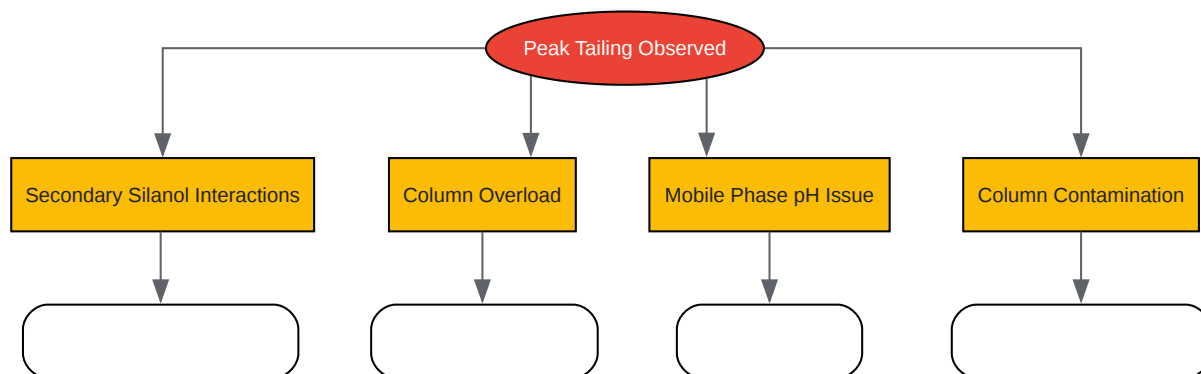 Peak Tailing Observed
Secondary Silanol Interactions
Column Overload
Mobile Phase pH Issue
Column Contamination